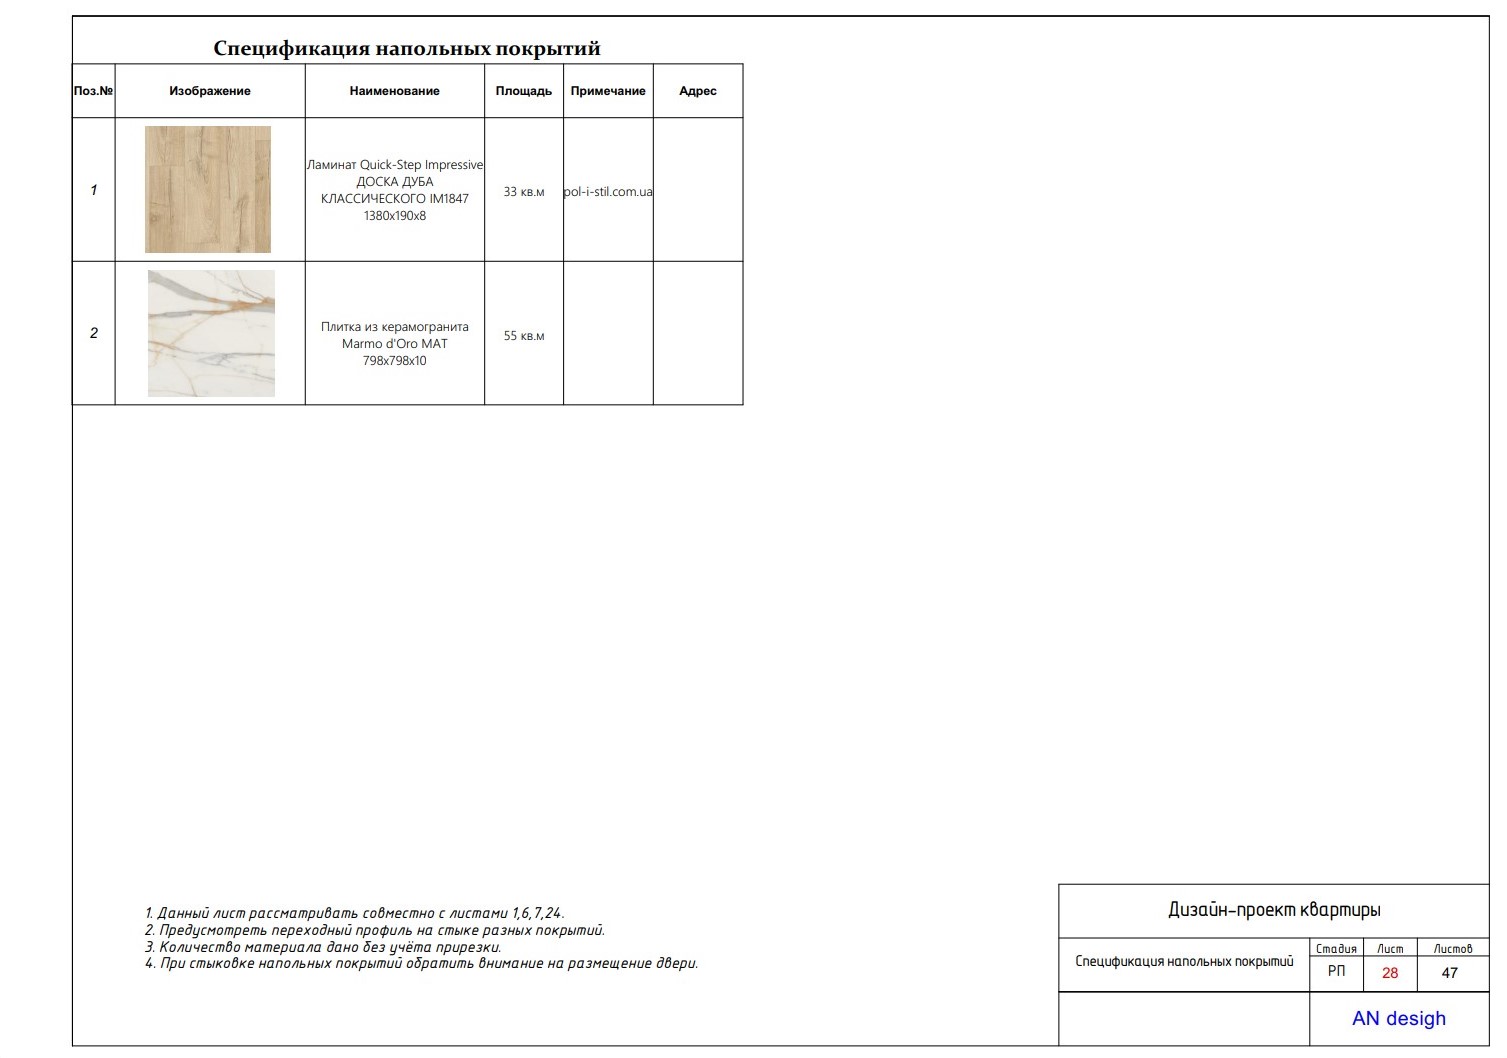 Спецификация напольных покрытий
Поз.№ Изображение Наименование Площадь Примечание Адрес
1
Ламинат Quick-Step Impressive
ДОСКА ДУБА
КЛАССИЧЕСКОГО IM1847
1380x190x8
33 кв.м
pol-i-stil.com.ua
2
Плитка из керамогранита
Marmo d'Oro MAT
798x798x10
55 кв.м
1. Данный лист рассматривать совместно с листами 1,6,7,24.
2. Предусмотреть переходный профиль на стыке разных покрытий.
3. Количество материала дано без учёта прирезки.
4. При стыковке напольных покрытий обратить внимание на размещение двери.
Дизайн-проект квартиры
Спецификация напольных покрытий
Стадия Лист Листов
РП 28 47
AN desigh